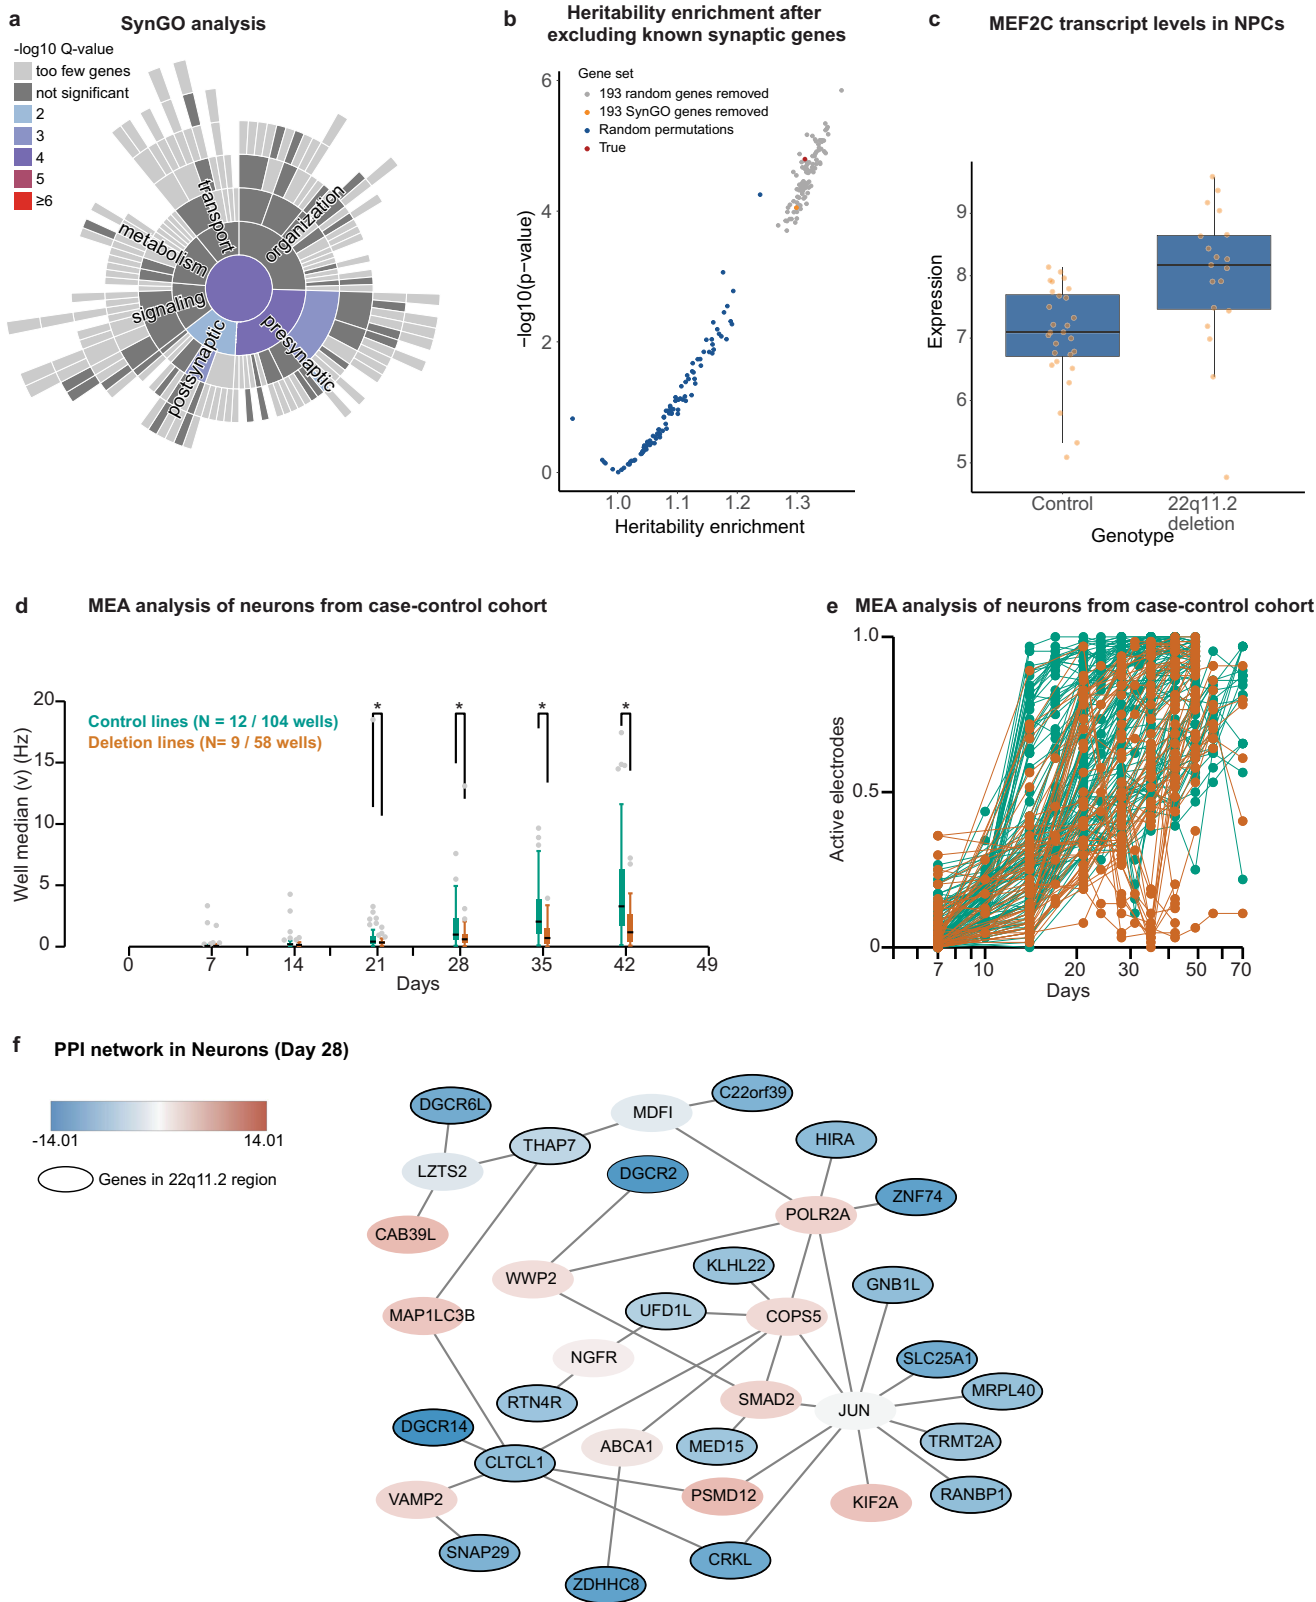 a
SynGO analysis
-log10 Q-value
too few genes
not significant
2
3
4
5
≥6
transport
organization
metabolism
signaling
postsynaptic
presynaptic
b
Heritability enrichment after
excluding known synaptic genes
Gene set
193 random genes removed
193 SynGO genes removed
Random permutations
True
−log10(p−value)
6
4
2
0
1.0
1.1
1.2
1.3
Heritability enrichment
c
MEF2C transcript levels in NPCs
Expression
9
8
7
6
5
Control
22q11.2
deletion
Genotype
d
MEA analysis of neurons from case-control cohort
Well median (v) (Hz)
20
15
10
5
0
Control lines (N = 12 / 104 wells)
Deletion lines (N= 9 / 58 wells)
*
*
*
*
0
7
14
21
28
35
42
49
Days
e
MEA analysis of neurons from case-control cohort
Active electrodes
1.0
0.5
0
7
10
20
30
50
70
Days
f
PPI network in Neurons (Day 28)
-14.01
14.01
Genes in 22q11.2 region
DGCR6L
MDFI
C22orf39
THAP7
HIRA
LZTS2
DGCR2
ZNF74
CAB39L
POLR2A
WWP2
KLHL22
GNB1L
MAP1LC3B
UFD1L
COPS5
NGFR
SLC25A1
RTN4R
SMAD2
MRPL40
JUN
DGCR14
ABCA1
MED15
TRMT2A
CLTCL1
VAMP2
PSMD12
KIF2A
RANBP1
SNAP29
CRKL
ZDHHC8